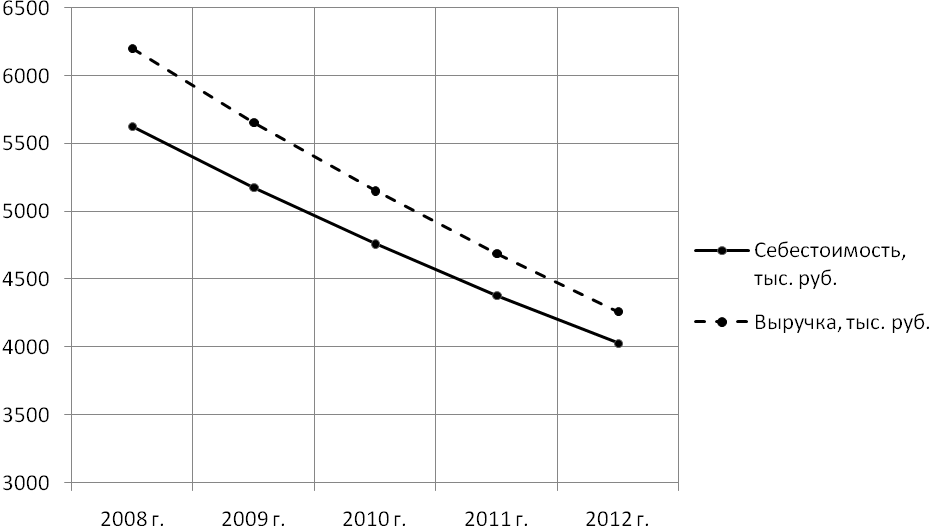 6500
6000
5500
5000
4500
4000
3500
3000
2008 г.
2009 г.
2010 г.
2011 г.
2012 г.
Себестоимость,
тыс. руб.
Выручка, тыс. руб.